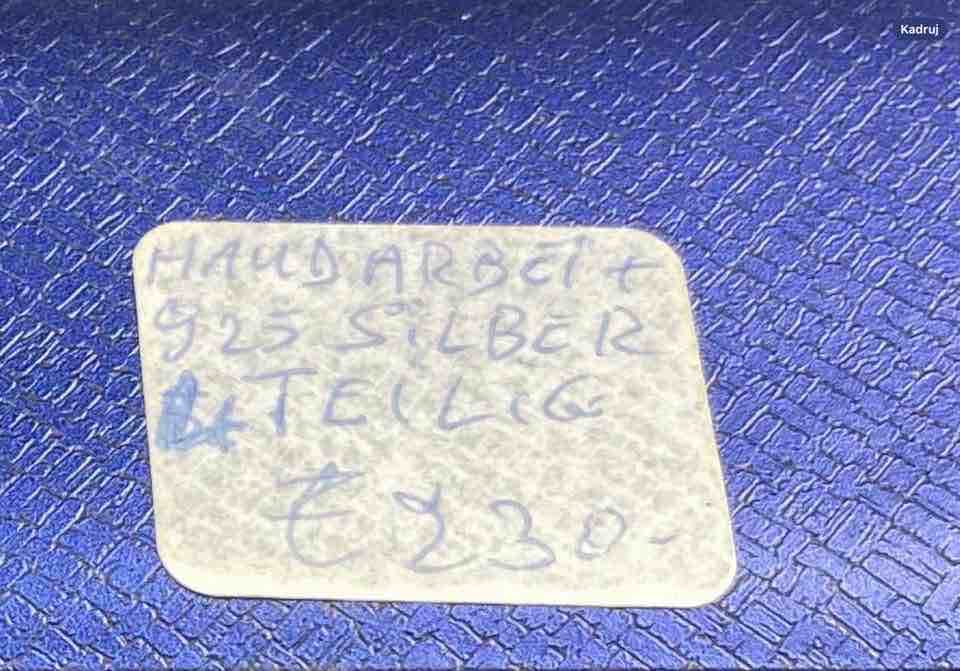 Kadruj
HANDARBEIT
925 SILBER
TEILIG
€ 230.-